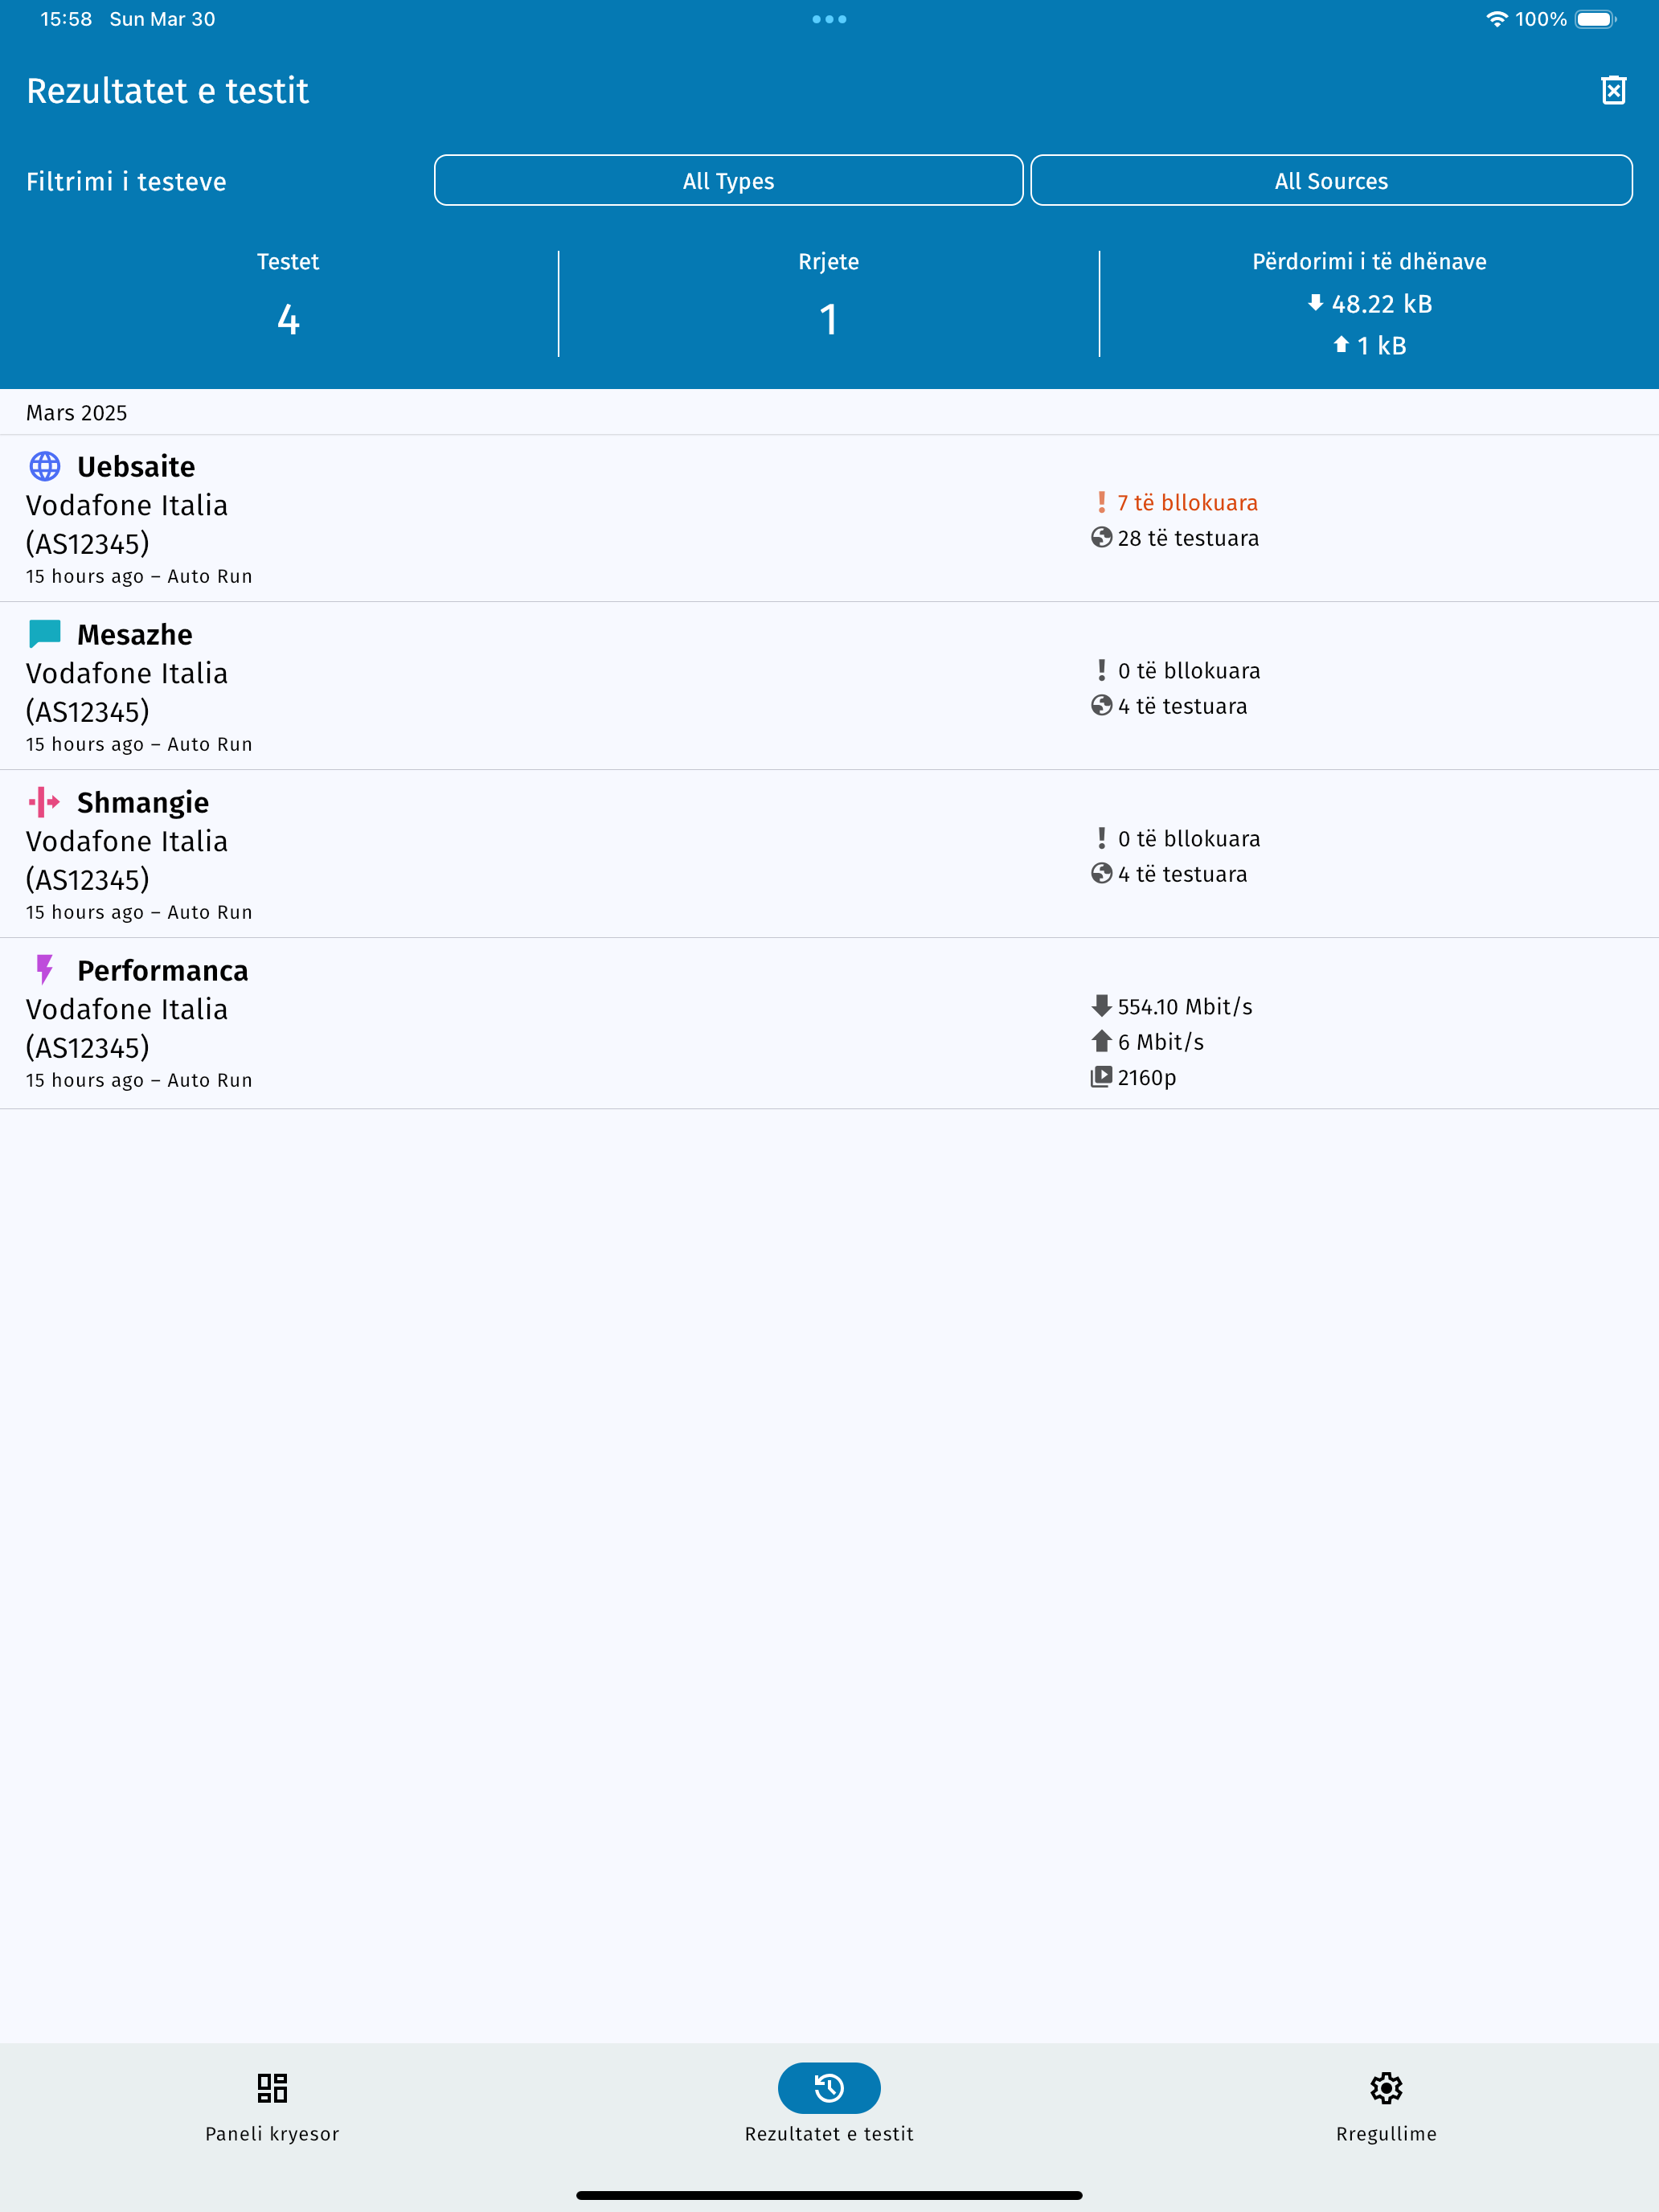 15:58 Sun Mar 30
100%
Rezultatet e testit
Filtrimi i testeve
All Types
All Sources
Testet
4
Rrjete
1
Përdorimi i të dhënave
48.22 kB
1 kB
Mars 2025
Uebsaite
Vodafone Italia
(AS12345)
15 hours ago – Auto Run
7 të bllokuara
28 të testuara
Mesazhe
Vodafone Italia
(AS12345)
15 hours ago – Auto Run
0 të bllokuara
4 të testuara
Shmangie
Vodafone Italia
(AS12345)
15 hours ago – Auto Run
0 të bllokuara
4 të testuara
Performanca
Vodafone Italia
(AS12345)
15 hours ago – Auto Run
554.10 Mbit/s
6 Mbit/s
2160p
Paneli kryesor
Rezultatet e testit
Rregullime